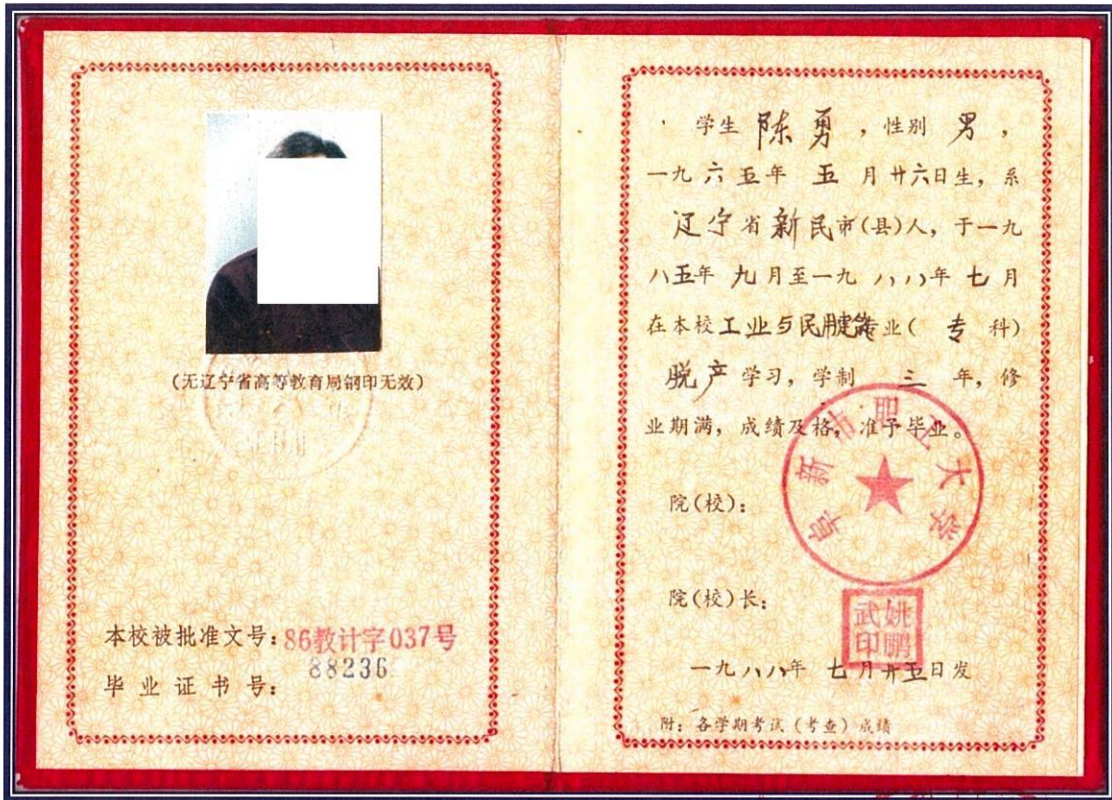 (无辽宁省高等教育局钢印无效)
本校被批准文号：86教计字037号
毕业证书号：88236
学生 陈勇 ，性别 男 ，
一九六五年 五 月廿六日生，系
辽宁省新民市(县)人，于一九
八五年 九月至一九八八年 七月
在本校工业与民用建筑专业( 专 科)
脱产 学习，学制 三 年，修
业期满，成绩及格，准予毕业。
院(校)：
阜新市职工大学
院(校)长：
姚鹏武印
一九八八年 七月廿五日发
附：各学期考试(考查)成绩